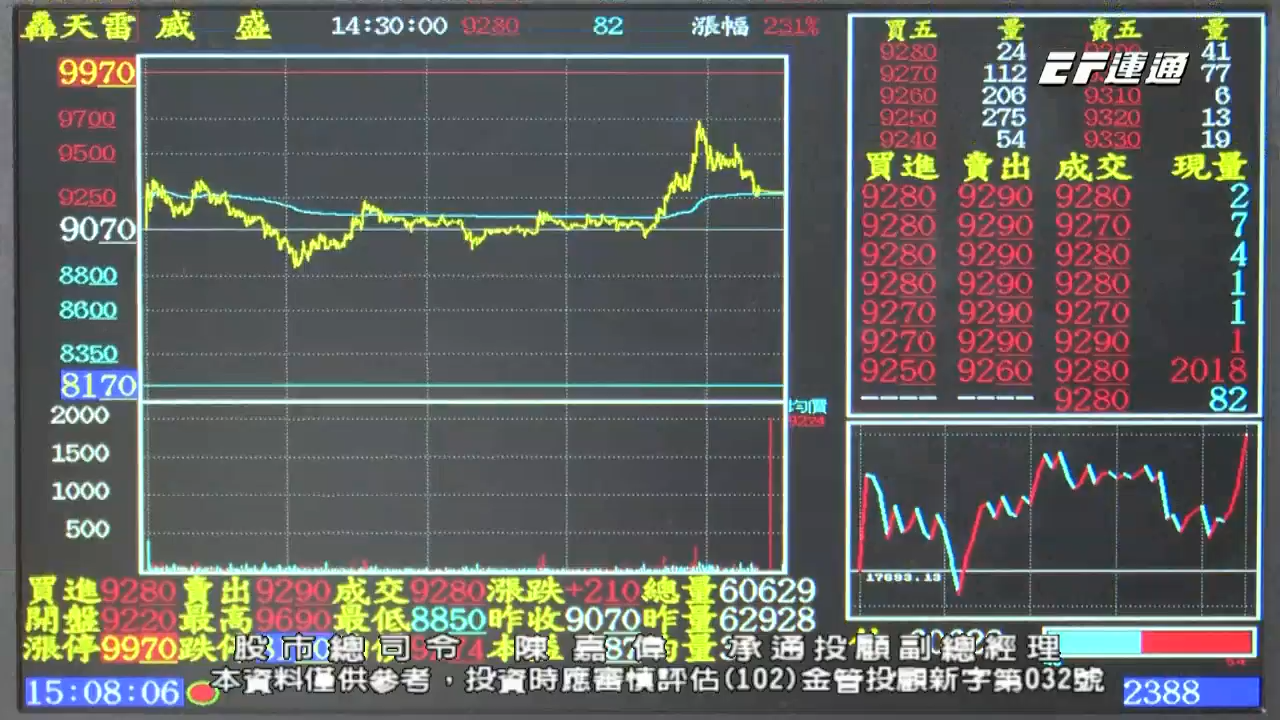 轟天雷 威盛 14:30:00 9280 82 漲幅 231%
9970
9700
9500
9250
9070
8800
8600
8350
8170
2000
1500
1000
500
均價
9224
買五 量 賣五 量
9280 24 41
9270 112 77
9260 206 9310 6
9250 275 9320 13
9240 54 9330 19
EF運通
買進 賣出 成交 現量
9280 9290 9280 2
9280 9290 9270 7
9280 9290 9280 4
9280 9290 9280 1
9270 9290 9270 1
9270 9290 9290 1
9250 9260 9280 2018
---- ---- 9280 82
17693.13
買進9280 賣出9290 成交9280 漲跌+210 總量60629
開盤9220 最高9690 最低8850 昨收9070 昨量62928
漲停9970 跌
股市總司令 陳嘉偉 承通投顧副總經理
本資料僅供參考，投資時應審慎評估(102)金管投顧新字第032號
15:08:06
2388